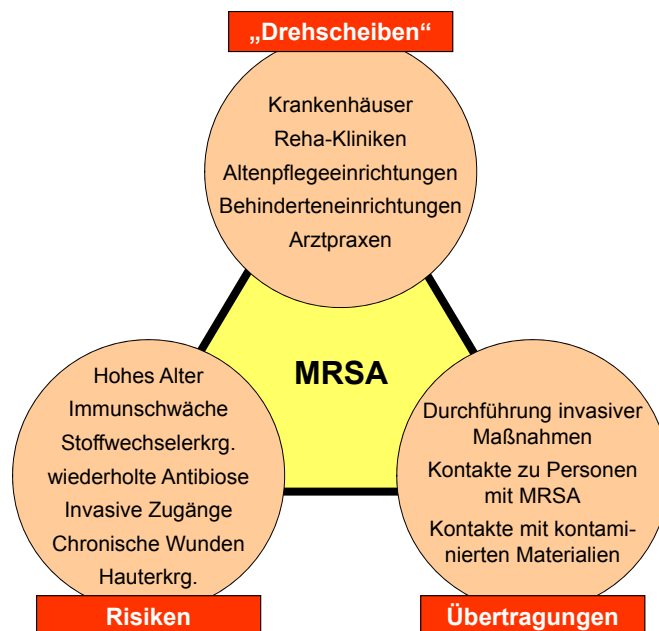 „Drehscheiben“
Krankenhäuser
Reha-Kliniken
Altenpflegeeinrichtungen
Behinderteneinrichtungen
Arztpraxen
MRSA
Hohes Alter
Immunschwäche
Stoffwechselerkrg.
wiederholte Antibiose
Invasive Zugänge
Chronische Wunden
Hauterkrg.
Risiken
Durchführung invasiver
Maßnahmen
Kontakte zu Personen
mit MRSA
Kontakte mit kontami-
nierten Materialien
Übertragungen